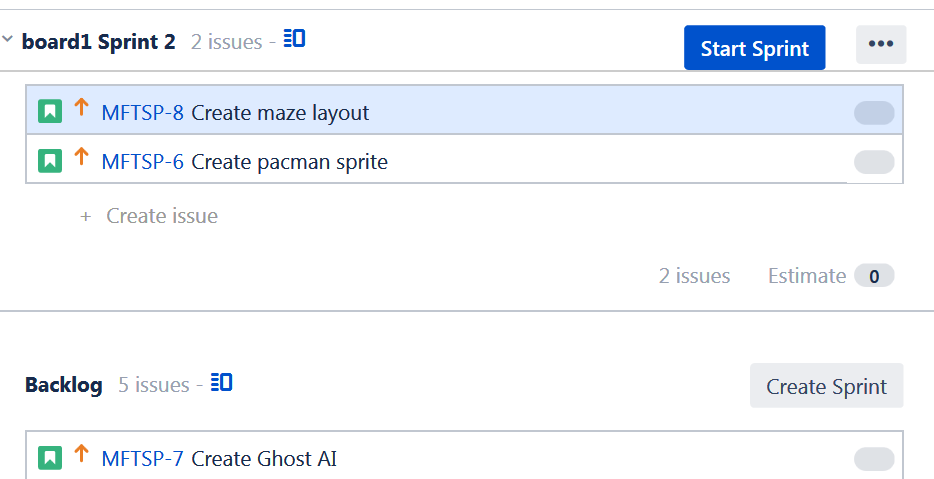 board1 Sprint 2 2 issues - Start Sprint •••
MFTSP-8 Create maze layout
MFTSP-6 Create pacman sprite
+ Create issue
2 issues Estimate 0
Backlog 5 issues - Create Sprint
MFTSP-7 Create Ghost AI